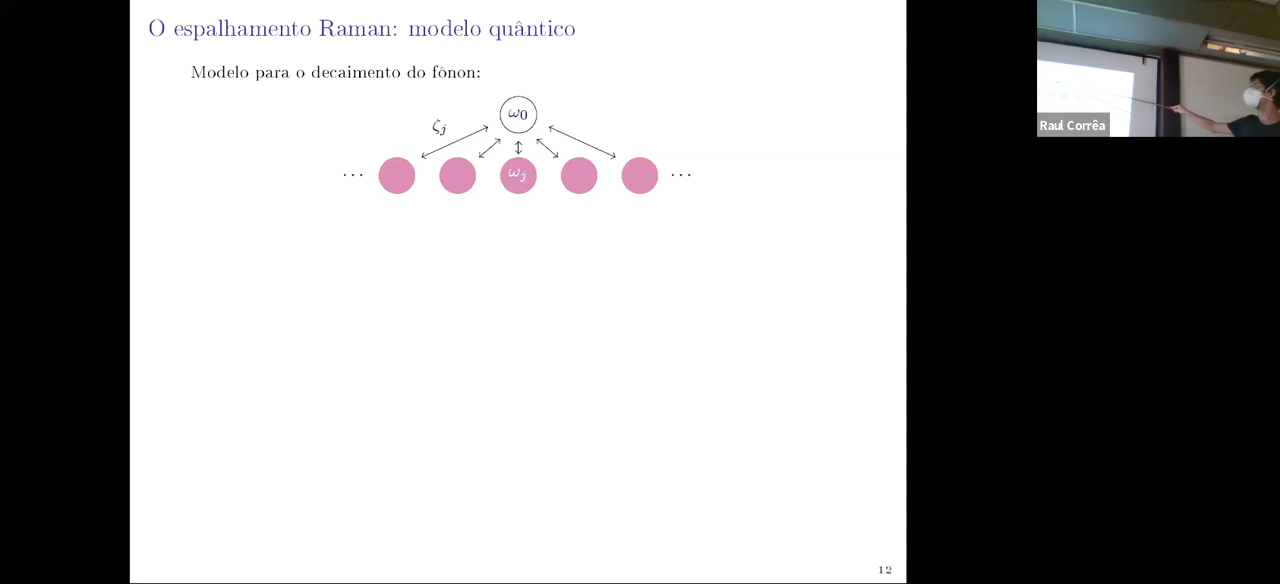 O espalhamento Raman: modelo quântico
Modelo para o decaimento do fônon:
ω0
ζj
... ωj ...
Raul Corrêa
12